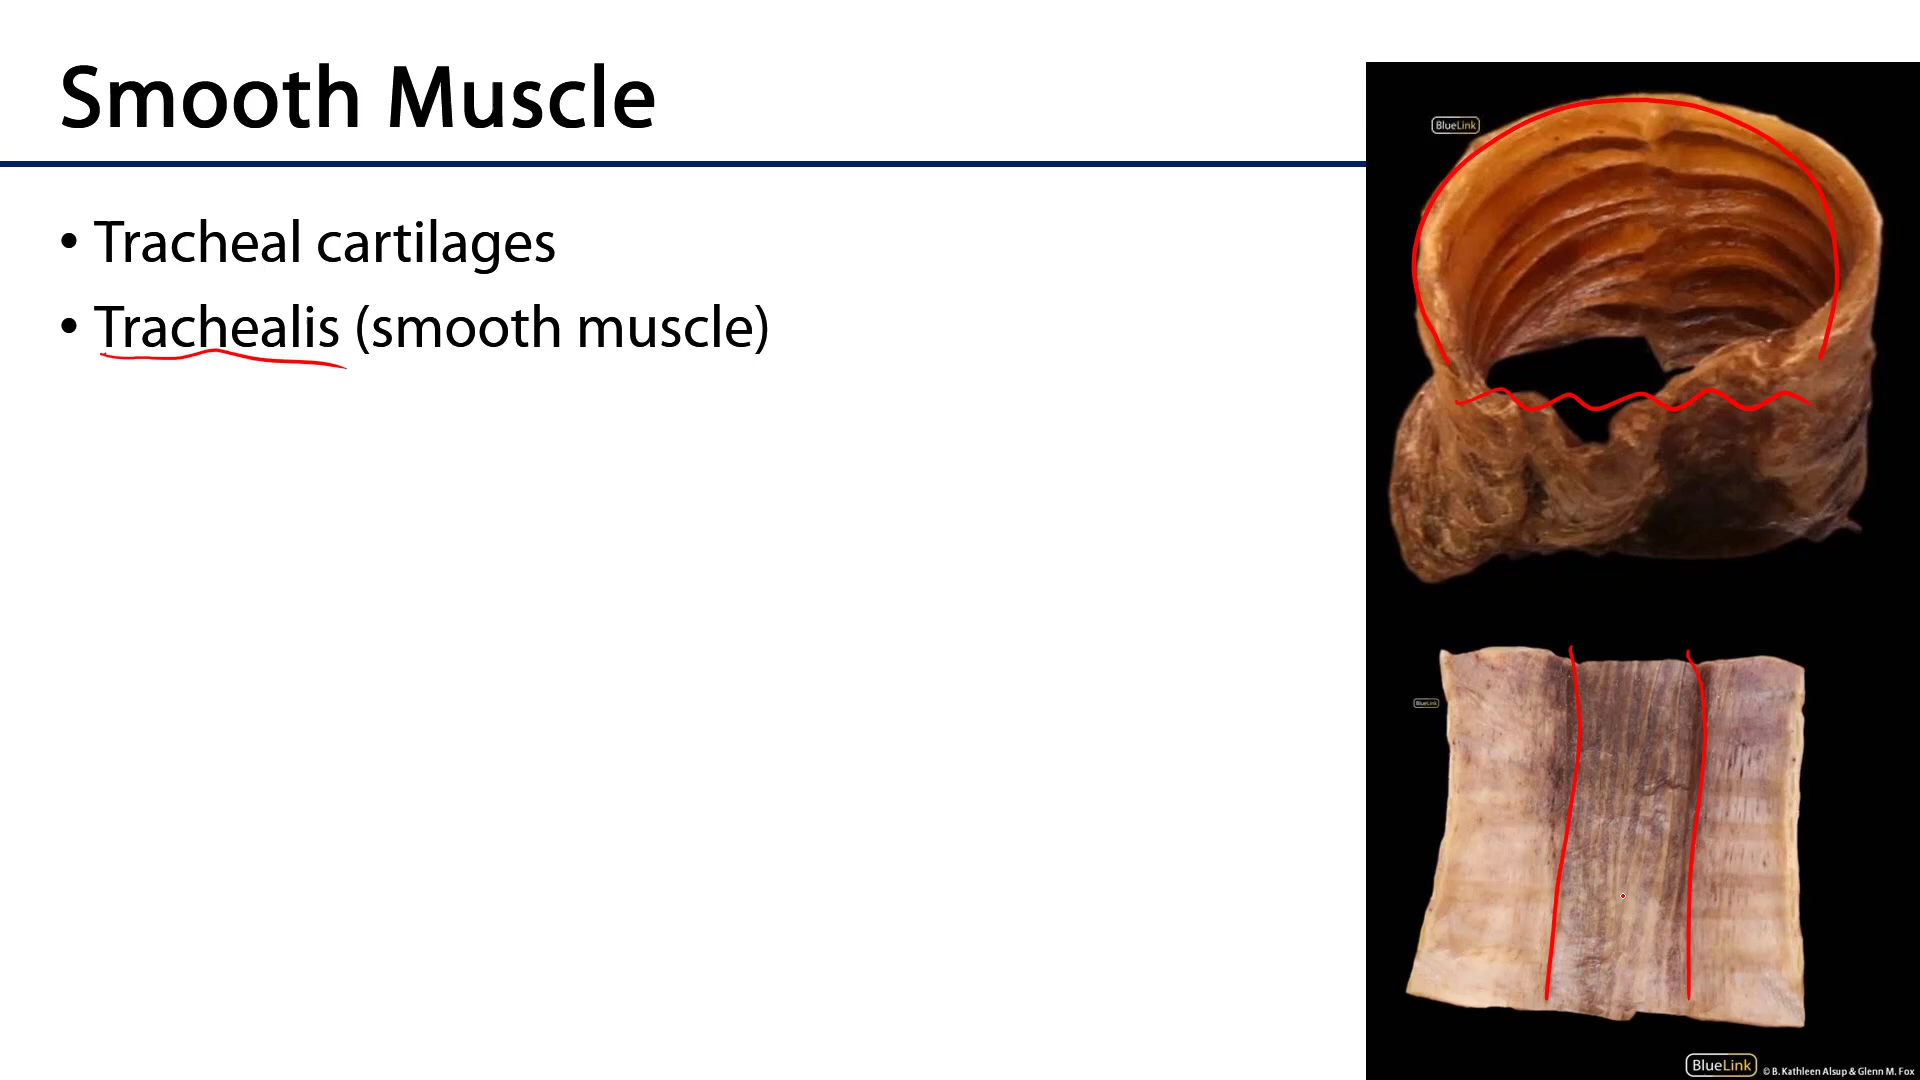 Smooth Muscle
• Tracheal cartilages
• Trachealis (smooth muscle)
BlueLink
BlueLink
BlueLink © B. Kathleen Alsup & Glenn M. Fox